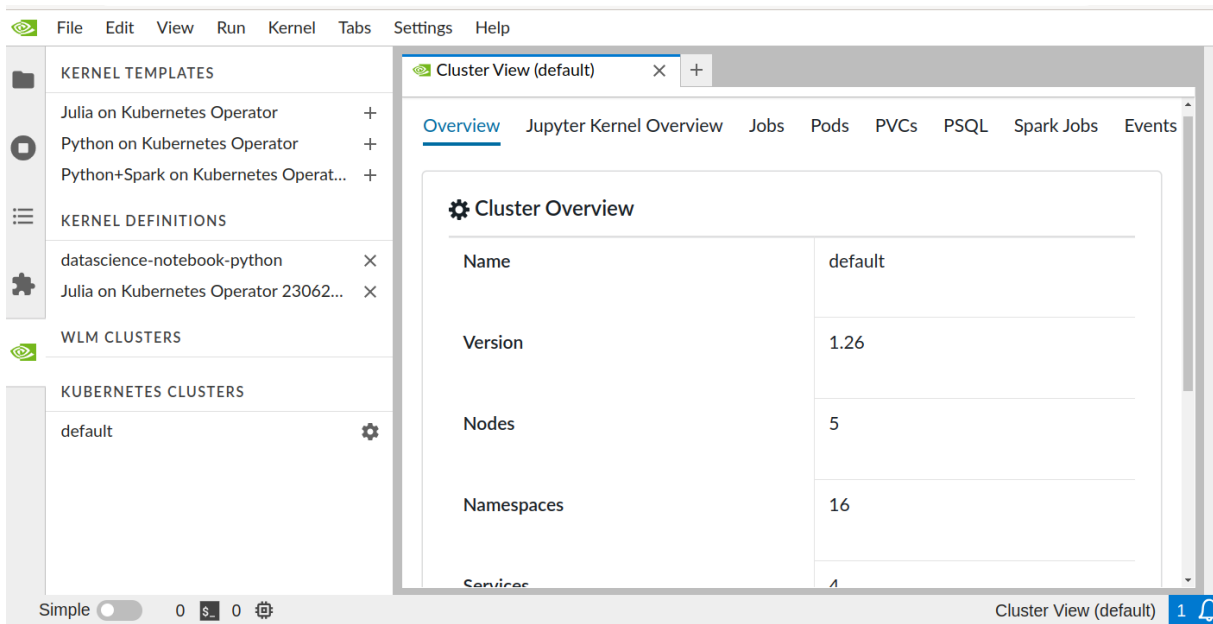 File Edit View Run Kernel Tabs Settings Help
KERNEL TEMPLATES
Julia on Kubernetes Operator
Python on Kubernetes Operator
Python+Spark on Kubernetes Operat...
KERNEL DEFINITIONS
datascience-notebook-python
Julia on Kubernetes Operator 23062...
WLM CLUSTERS
KUBERNETES CLUSTERS
default
Cluster View (default)
Overview Jupyter Kernel Overview Jobs Pods PVCs PSQL Spark Jobs Events
Cluster Overview
Name default
Version 1.26
Nodes 5
Namespaces 16
Services 4
Simple 0 $_ 0 Cluster View (default) 1